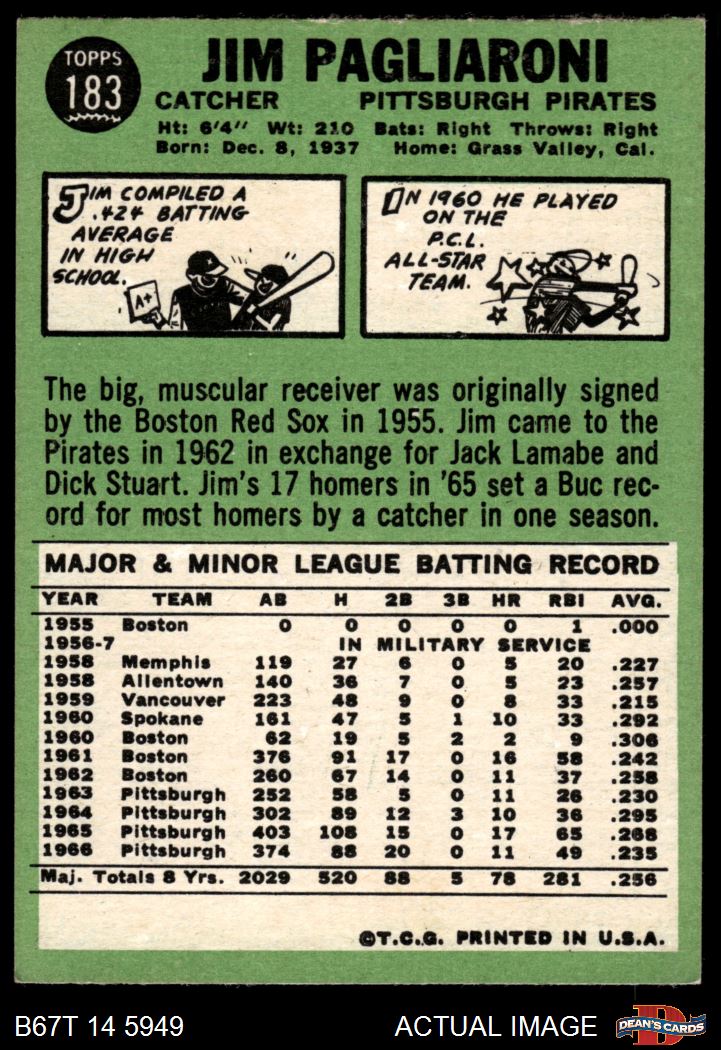 TOPPS
183
JIM PAGLIARONI
CATCHER PITTSBURGH PIRATES
Ht: 6'4" Wt: 210 Bats: Right Throws: Right
Born: Dec. 8, 1937 Home: Grass Valley, Cal.
JIM COMPILED A
.424 BATTING
AVERAGE
IN HIGH
SCHOOL.
A+
IN 1960 HE PLAYED
ON THE
P.C.L.
ALL-STAR
TEAM.
The big, muscular receiver was originally signed
by the Boston Red Sox in 1955. Jim came to the
Pirates in 1962 in exchange for Jack Lamabe and
Dick Stuart. Jim's 17 homers in '65 set a Buc rec-
ord for most homers by a catcher in one season.
MAJOR & MINOR LEAGUE BATTING RECORD
YEAR TEAM AB H 2B 3B HR RBI AVG.
1955 Boston 0 0 0 0 0 1 .000
1956-7 IN MILITARY SERVICE
1958 Memphis 119 27 6 0 5 20 .227
1958 Allentown 140 36 7 0 5 23 .257
1959 Vancouver 223 48 9 0 8 33 .215
1960 Spokane 161 47 5 1 10 33 .292
1960 Boston 62 19 5 2 2 9 .306
1961 Boston 376 91 17 0 16 58 .242
1962 Boston 260 67 14 0 11 37 .258
1963 Pittsburgh 252 58 5 0 11 26 .230
1964 Pittsburgh 302 89 12 3 10 36 .295
1965 Pittsburgh 403 108 15 0 17 65 .268
1966 Pittsburgh 374 88 20 0 11 49 .235
Maj. Totals 8 Yrs. 2029 520 88 5 78 281 .256
©T.C.G. PRINTED IN U.S.A.
B67T 14 5949 ACTUAL IMAGE DEAN'S CARDS